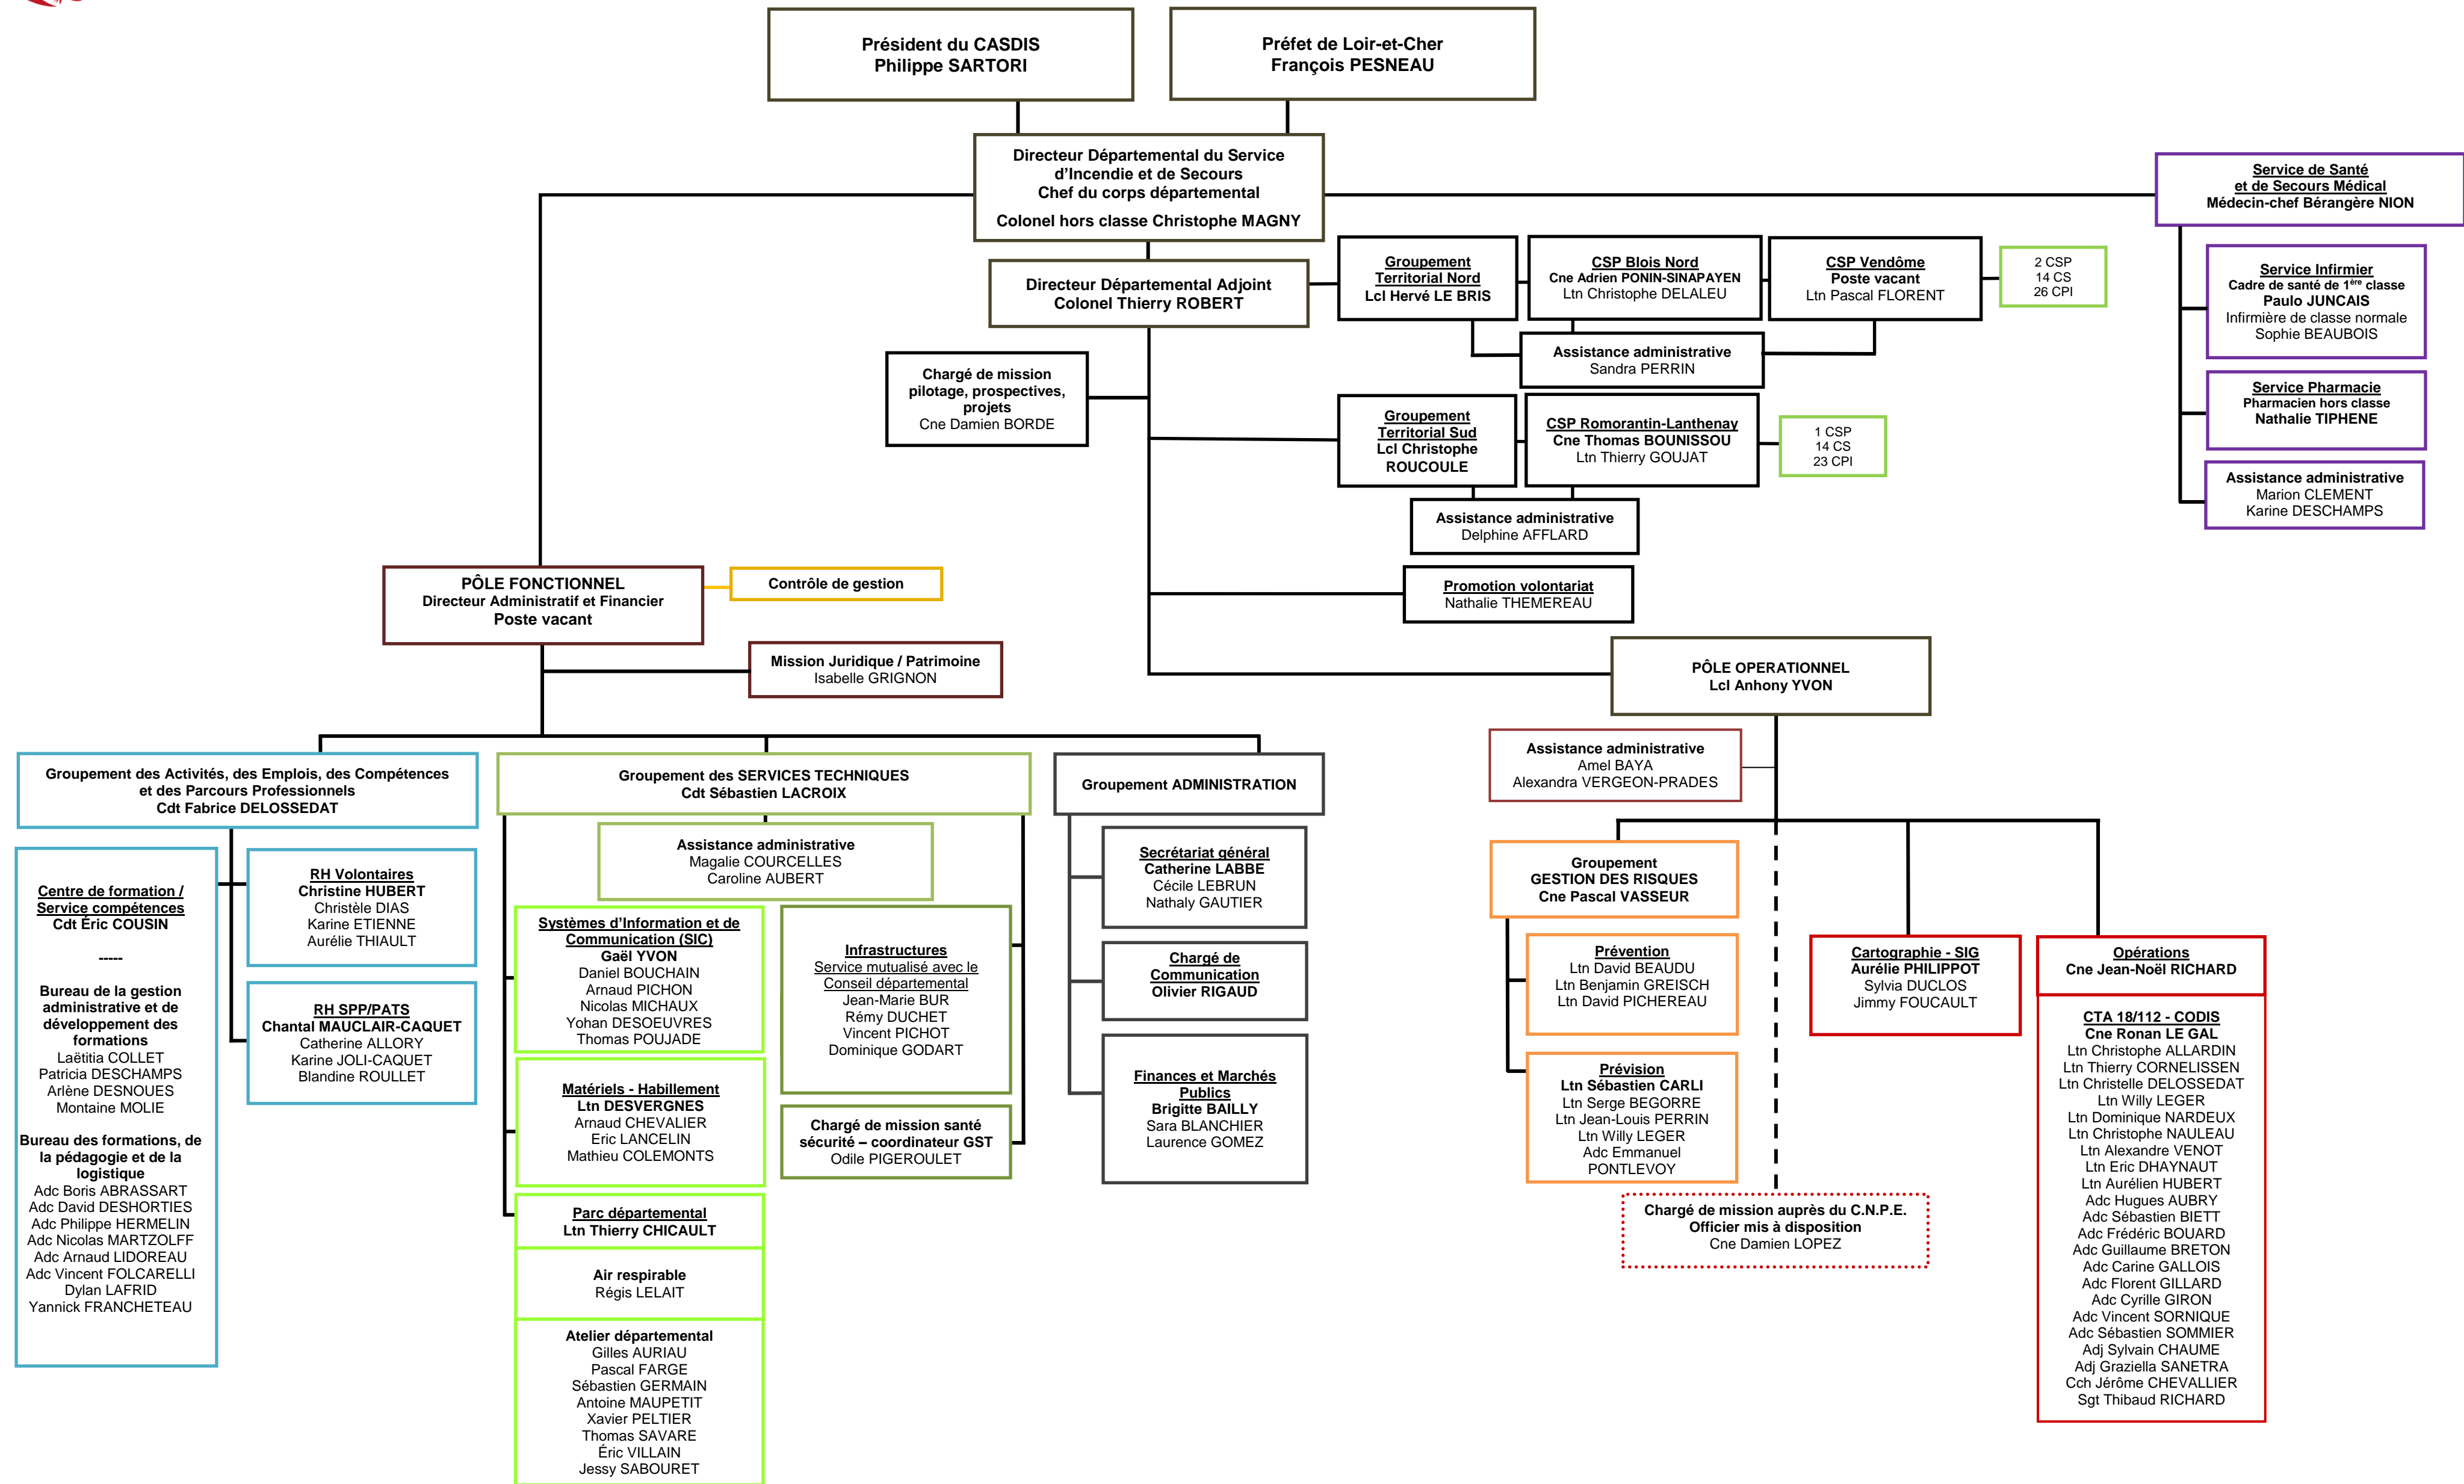 Président du CASDIS
Philippe SARTORI
Préfet de Loir-et-Cher
François PESNEAU
Directeur Départemental du Service
d’Incendie et de Secours
Chef du corps départemental
Colonel hors classe Christophe MAGNY
Service de Santé
et de Secours Médical
Médecin-chef Bérangère NION
Directeur Départemental Adjoint
Colonel Thierry ROBERT
Groupement
Territorial Nord
Lcl Hervé LE BRIS
CSP Blois Nord
Cne Adrien PONIN-SINAPAYEN
Ltn Christophe DELALEU
CSP Vendôme
Poste vacant
Ltn Pascal FLORENT
2 CSP
14 CS
26 CPI
Service Infirmier
Cadre de santé de 1ère classe
Paulo JUNCAIS
Infirmière de classe normale
Sophie BEAUBOIS
Assistance administrative
Sandra PERRIN
Chargé de mission
pilotage, prospectives,
projets
Cne Damien BORDE
Service Pharmacie
Pharmacien hors classe
Nathalie TIPHENE
Groupement
Territorial Sud
Lcl Christophe
ROUCOULE
CSP Romorantin-Lanthenay
Cne Thomas BOUNISSOU
Ltn Thierry GOUJAT
1 CSP
14 CS
23 CPI
Assistance administrative
Marion CLEMENT
Karine DESCHAMPS
Assistance administrative
Delphine AFFLARD
PÔLE FONCTIONNEL
Directeur Administratif et Financier
Poste vacant
Contrôle de gestion
Promotion volontariat
Nathalie THEMEREAU
Mission Juridique / Patrimoine
Isabelle GRIGNON
PÔLE OPERATIONNEL
Lcl Anhony YVON
Assistance administrative
Amel BAYA
Alexandra VERGEON-PRADES
Groupement des Activités, des Emplois, des Compétences
et des Parcours Professionnels
Cdt Fabrice DELOSSEDAT
Groupement des SERVICES TECHNIQUES
Cdt Sébastien LACROIX
Groupement ADMINISTRATION
Centre de formation /
Service compétences
Cdt Éric COUSIN
-----
Bureau de la gestion
administrative et de
développement des
formations
Laëtitia COLLET
Patricia DESCHAMPS
Arlène DESNOUES
Montaine MOLIE
Bureau des formations, de
la pédagogie et de la
logistique
Adc Boris ABRASSART
Adc David DESHORTIES
Adc Philippe HERMELIN
Adc Nicolas MARTZOLFF
Adc Arnaud LIDOREAU
Adc Vincent FOLCARELLI
Dylan LAFRID
Yannick FRANCHETEAU
RH Volontaires
Christine HUBERT
Christèle DIAS
Karine ETIENNE
Aurélie THIAULT
RH SPP/PATS
Chantal MAUCLAIR-CAQUET
Catherine ALLORY
Karine JOLI-CAQUET
Blandine ROULLET
Assistance administrative
Magalie COURCELLES
Caroline AUBERT
Systèmes d’Information et de
Communication (SIC)
Gaël YVON
Daniel BOUCHAIN
Arnaud PICHON
Nicolas MICHAUX
Yohan DESOEUVRES
Thomas POUJADE
Matériels - Habillement
Ltn DESVERGNES
Arnaud CHEVALIER
Eric LANCELIN
Mathieu COLEMONTS
Parc départemental
Ltn Thierry CHICAULT
Air respirable
Régis LELAIT
Atelier départemental
Gilles AURIAU
Pascal FARGE
Sébastien GERMAIN
Antoine MAUPETIT
Xavier PELTIER
Thomas SAVARE
Éric VILLAIN
Jessy SABOURET
Infrastructures
Service mutualisé avec le
Conseil départemental
Jean-Marie BUR
Rémy DUCHET
Vincent PICHOT
Dominique GODART
Chargé de mission santé
sécurité – coordinateur GST
Odile PIGEROULET
Secrétariat général
Catherine LABBE
Cécile LEBRUN
Nathaly GAUTIER
Chargé de
Communication
Olivier RIGAUD
Finances et Marchés
Publics
Brigitte BAILLY
Sara BLANCHIER
Laurence GOMEZ
Groupement
GESTION DES RISQUES
Cne Pascal VASSEUR
Prévention
Ltn David BEAUDU
Ltn Benjamin GREISCH
Ltn David PICHEREAU
Prévision
Ltn Sébastien CARLI
Ltn Serge BEGORRE
Ltn Jean-Louis PERRIN
Ltn Willy LEGER
Adc Emmanuel
PONTLEVOY
Chargé de mission auprès du C.N.P.E.
Officier mis à disposition
Cne Damien LOPEZ
Cartographie - SIG
Aurélie PHILIPPOT
Sylvia DUCLOS
Jimmy FOUCAULT
Opérations
Cne Jean-Noël RICHARD
CTA 18/112 - CODIS
Cne Ronan LE GAL
Ltn Christophe ALLARDIN
Ltn Thierry CORNELISSEN
Ltn Christelle DELOSSEDAT
Ltn Willy LEGER
Ltn Dominique NARDEUX
Ltn Christophe NAULEAU
Ltn Alexandre VENOT
Ltn Eric DHAYNAUT
Ltn Aurélien HUBERT
Adc Hugues AUBRY
Adc Sébastien BIETT
Adc Frédéric BOUARD
Adc Guillaume BRETON
Adc Carine GALLOIS
Adc Florent GILLARD
Adc Cyrille GIRON
Adc Vincent SORNIQUE
Adc Sébastien SOMMIER
Adj Sylvain CHAUME
Adj Graziella SANETRA
Cch Jérôme CHEVALLIER
Sgt Thibaud RICHARD